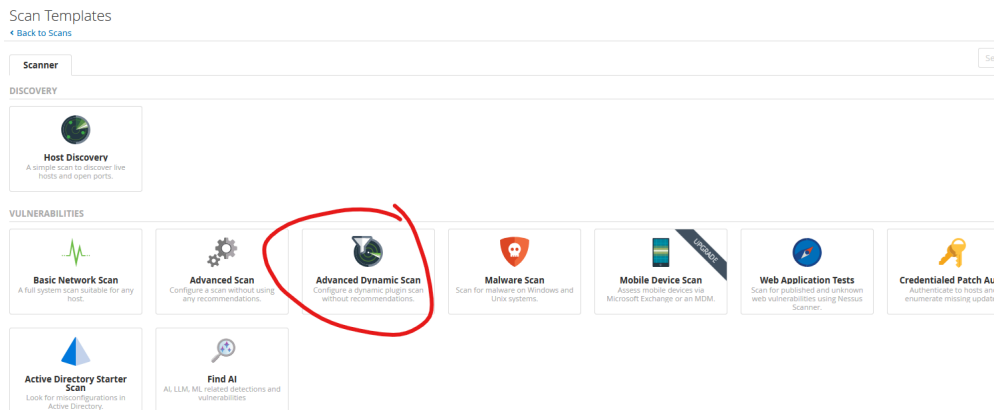 Scan Templates
Back to Scans
Scanner
DISCOVERY
Host Discovery
A simple scan to discover live
hosts and open ports.
VULNERABILITIES
Basic Network Scan
A full system scan suitable for any
host.
Advanced Scan
Configure a scan without using
any recommendations.
Advanced Dynamic Scan
Configure a dynamic plugin scan
without recommendations.
Malware Scan
Scan for malware on Windows and
Unix systems.
UPGRADE
Mobile Device Scan
Assess mobile devices via
Microsoft Exchange or an MDM.
Web Application Tests
Scan for published and unknown
web vulnerabilities using Nessus
Scanner.
Credentialed Patch Au
Authenticate to hosts an
enumerate missing update
Active Directory Starter
Scan
Look for misconfigurations in
Active Directory.
Find AI
AI, LLM, ML related detections and
vulnerabilities